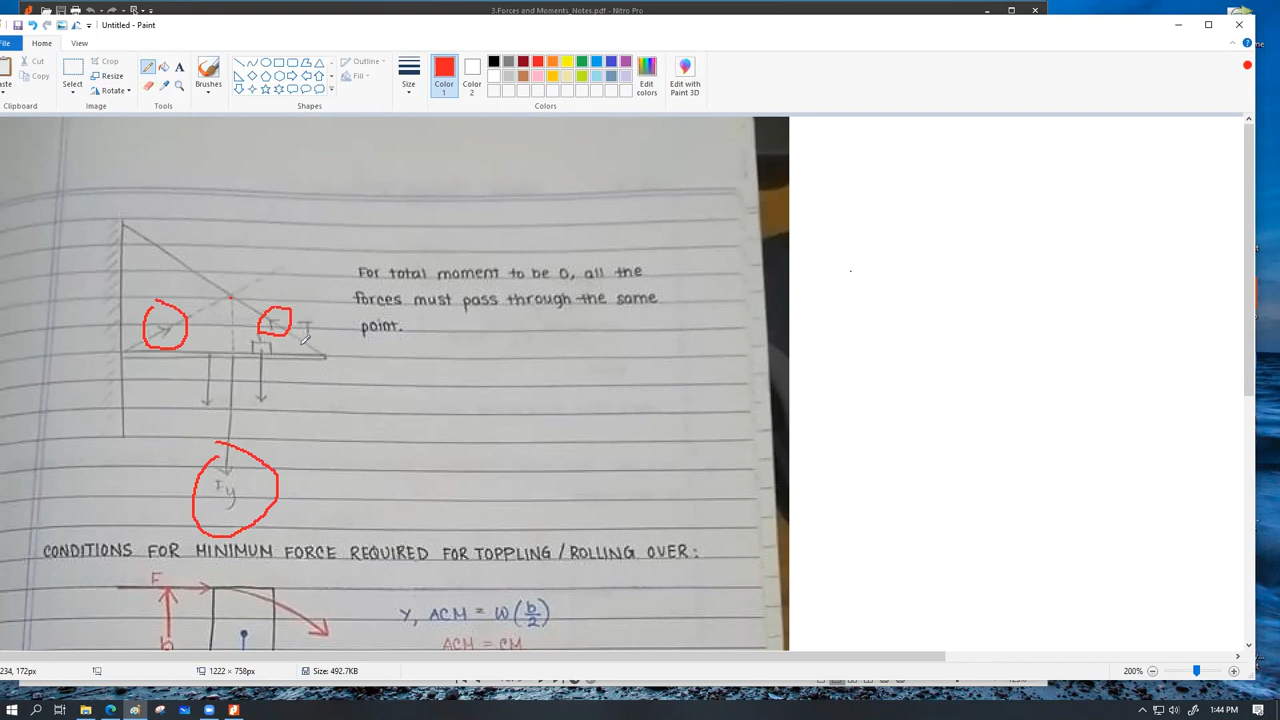 3.Forces and Moments_Notes.pdf - Nitro Pro
Untitled - Paint
File
Home
View
Cut
Copy
Clipboard
Select
Crop
Resize
Rotate
Image
A
Tools
Brushes
Outline
Fill
Shapes
Size
Color 1
Color 2
Edit colors
Colors
Edit with Paint 3D
For total moment to be 0, all the
forces must pass through the same
point.
T
Fy
CONDITIONS FOR MINIMUM FORCE REQUIRED FOR TOPPLING / ROLLING OVER:
F
Y, ACM = W(b/2)
ACM = CM
h
234, 172px
1222 × 758px
Size: 492.7KB
200%
1:44 PM